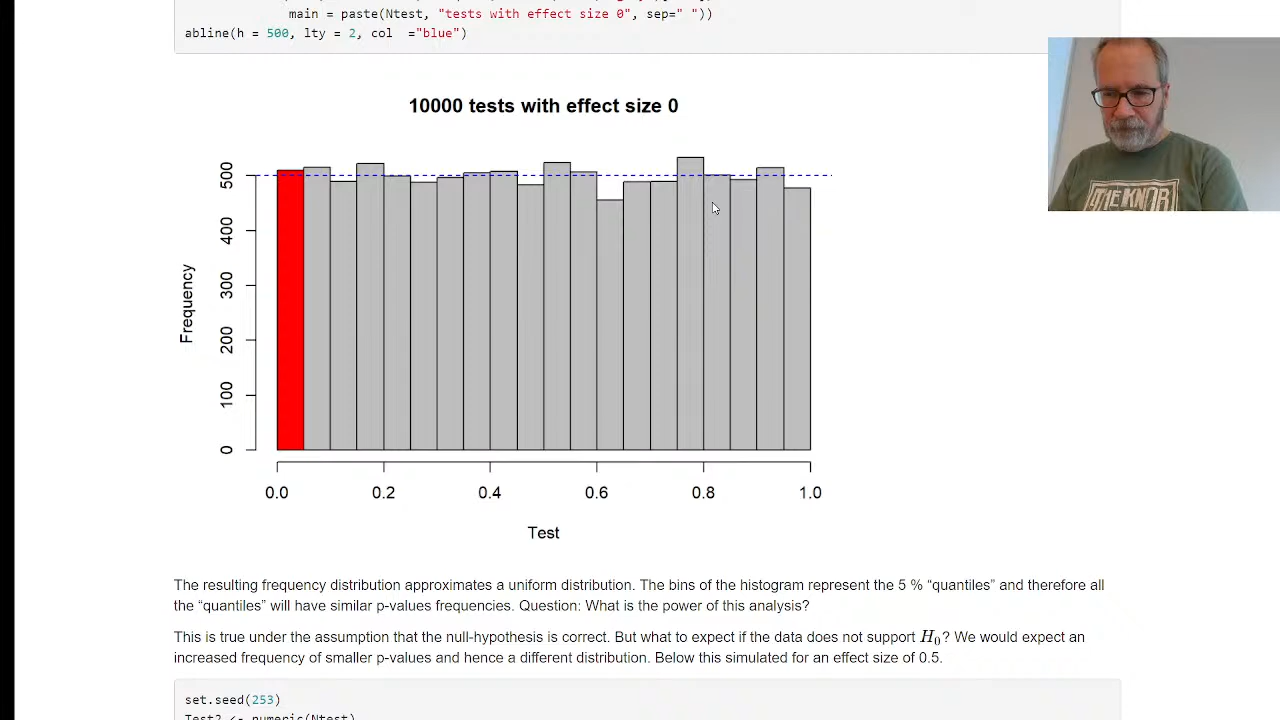 main = paste(Ntest, "tests with effect size 0", sep=" "))
abline(h = 500, lty = 2, col  ="blue")
10000 tests with effect size 0
500
400
300
200
100
0
Frequency
0.0 0.2 0.4 0.6 0.8 1.0
Test
THE KNOB
The resulting frequency distribution approximates a uniform distribution. The bins of the histogram represent the 5 % “quantiles” and therefore all
the “quantiles” will have similar p-values frequencies. Question: What is the power of this analysis?
This is true under the assumption that the null-hypothesis is correct. But what to expect if the data does not support H0? We would expect an
increased frequency of smaller p-values and hence a different distribution. Below this simulated for an effect size of 0.5.
set.seed(253)
Test2 <- numeric(Ntest)